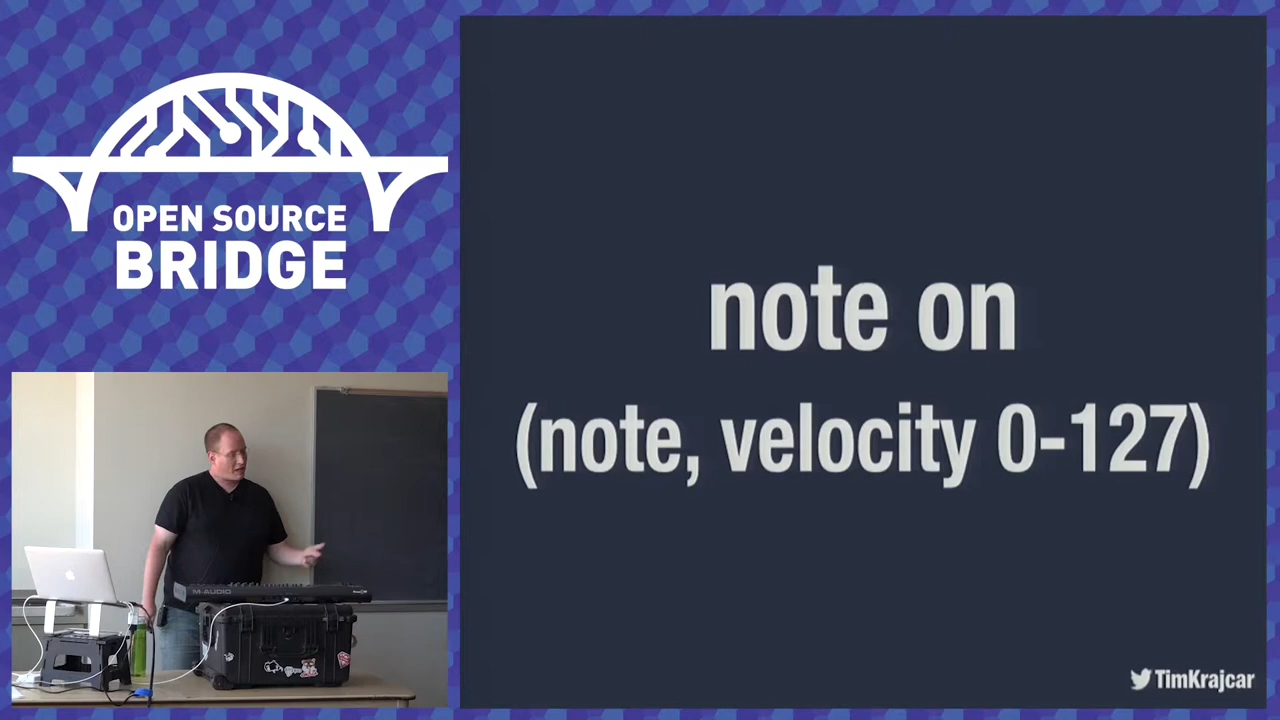 OPEN SOURCE
BRIDGE
note on
(note, velocity 0-127)
M-AUDIO
TimKrajcar